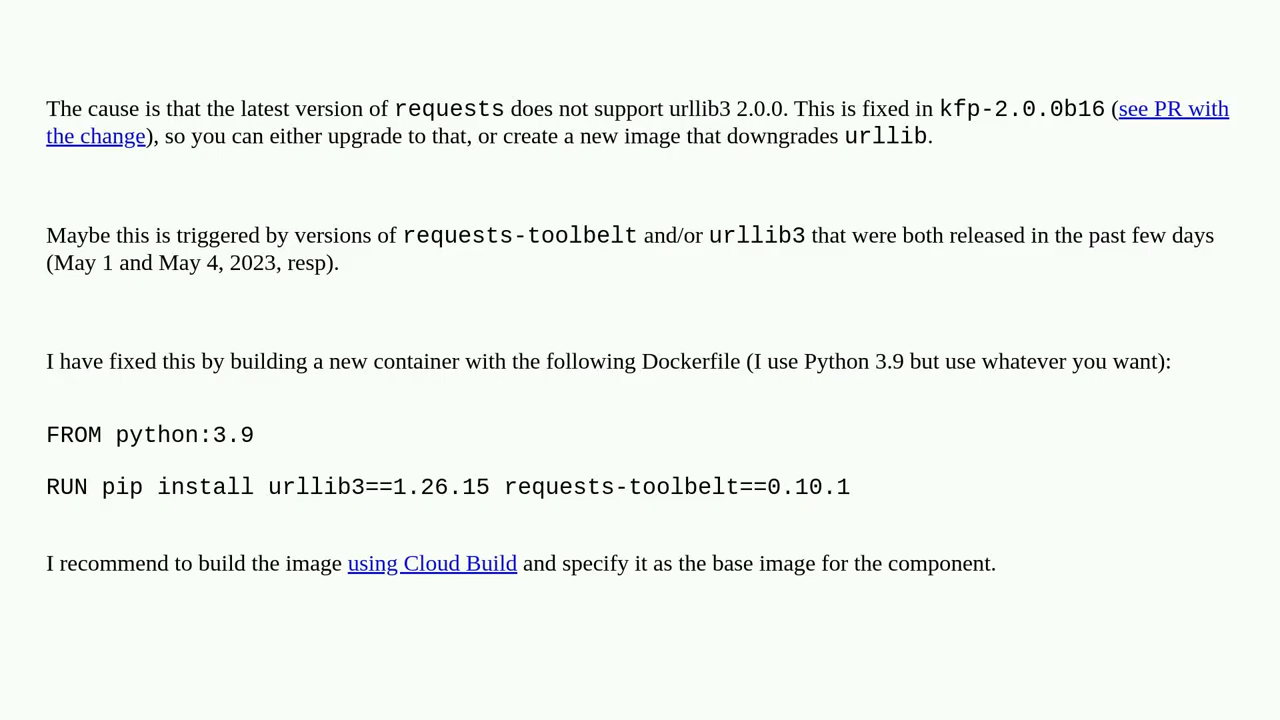 The cause is that the latest version of requests does not support urllib3 2.0.0. This is fixed in kfp-2.0.0b16 (see PR with
the change), so you can either upgrade to that, or create a new image that downgrades urllib.
Maybe this is triggered by versions of requests-toolbelt and/or urllib3 that were both released in the past few days
(May 1 and May 4, 2023, resp).
I have fixed this by building a new container with the following Dockerfile (I use Python 3.9 but use whatever you want):
FROM python:3.9
RUN pip install urllib3==1.26.15 requests-toolbelt==0.10.1
I recommend to build the image using Cloud Build and specify it as the base image for the component.